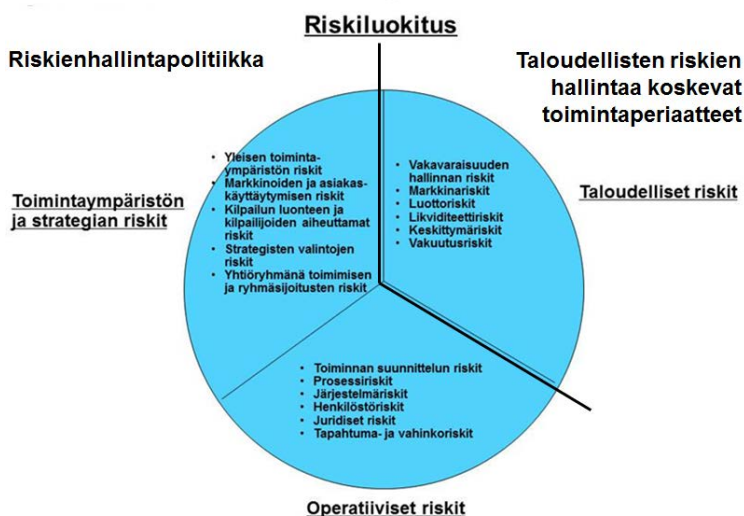 Riskiluokitus
Riskienhallintapolitiikka
Taloudellisten riskien
hallintaa koskevat
toimintaperiaatteet
• Yleisen toiminta-
ympäristön riskit
• Markkinoiden ja asiakas-
käyttäytymisen riskit
• Kilpailun luonteen ja
kilpailijoiden aiheuttamat
riskit
• Strategisten valintojen
riskit
• Yhtiöryhmänä toimimisen
ja ryhmäsijoitusten riskit
• Vakavaraisuuden
hallinnan riskit
• Markkinariskit
• Luottoriskit
• Likviditeettiriskit
• Keskittymäriskit
• Vakuutusriskit
Toimintaympäristön
ja strategian riskit
Taloudelliset riskit
• Toiminnan suunnittelun riskit
• Prosessiriskit
• Järjestelmäriskit
• Henkilöstöriskit
• Juridiset riskit
• Tapahtuma- ja vahinkoriskit
Operatiiviset riskit